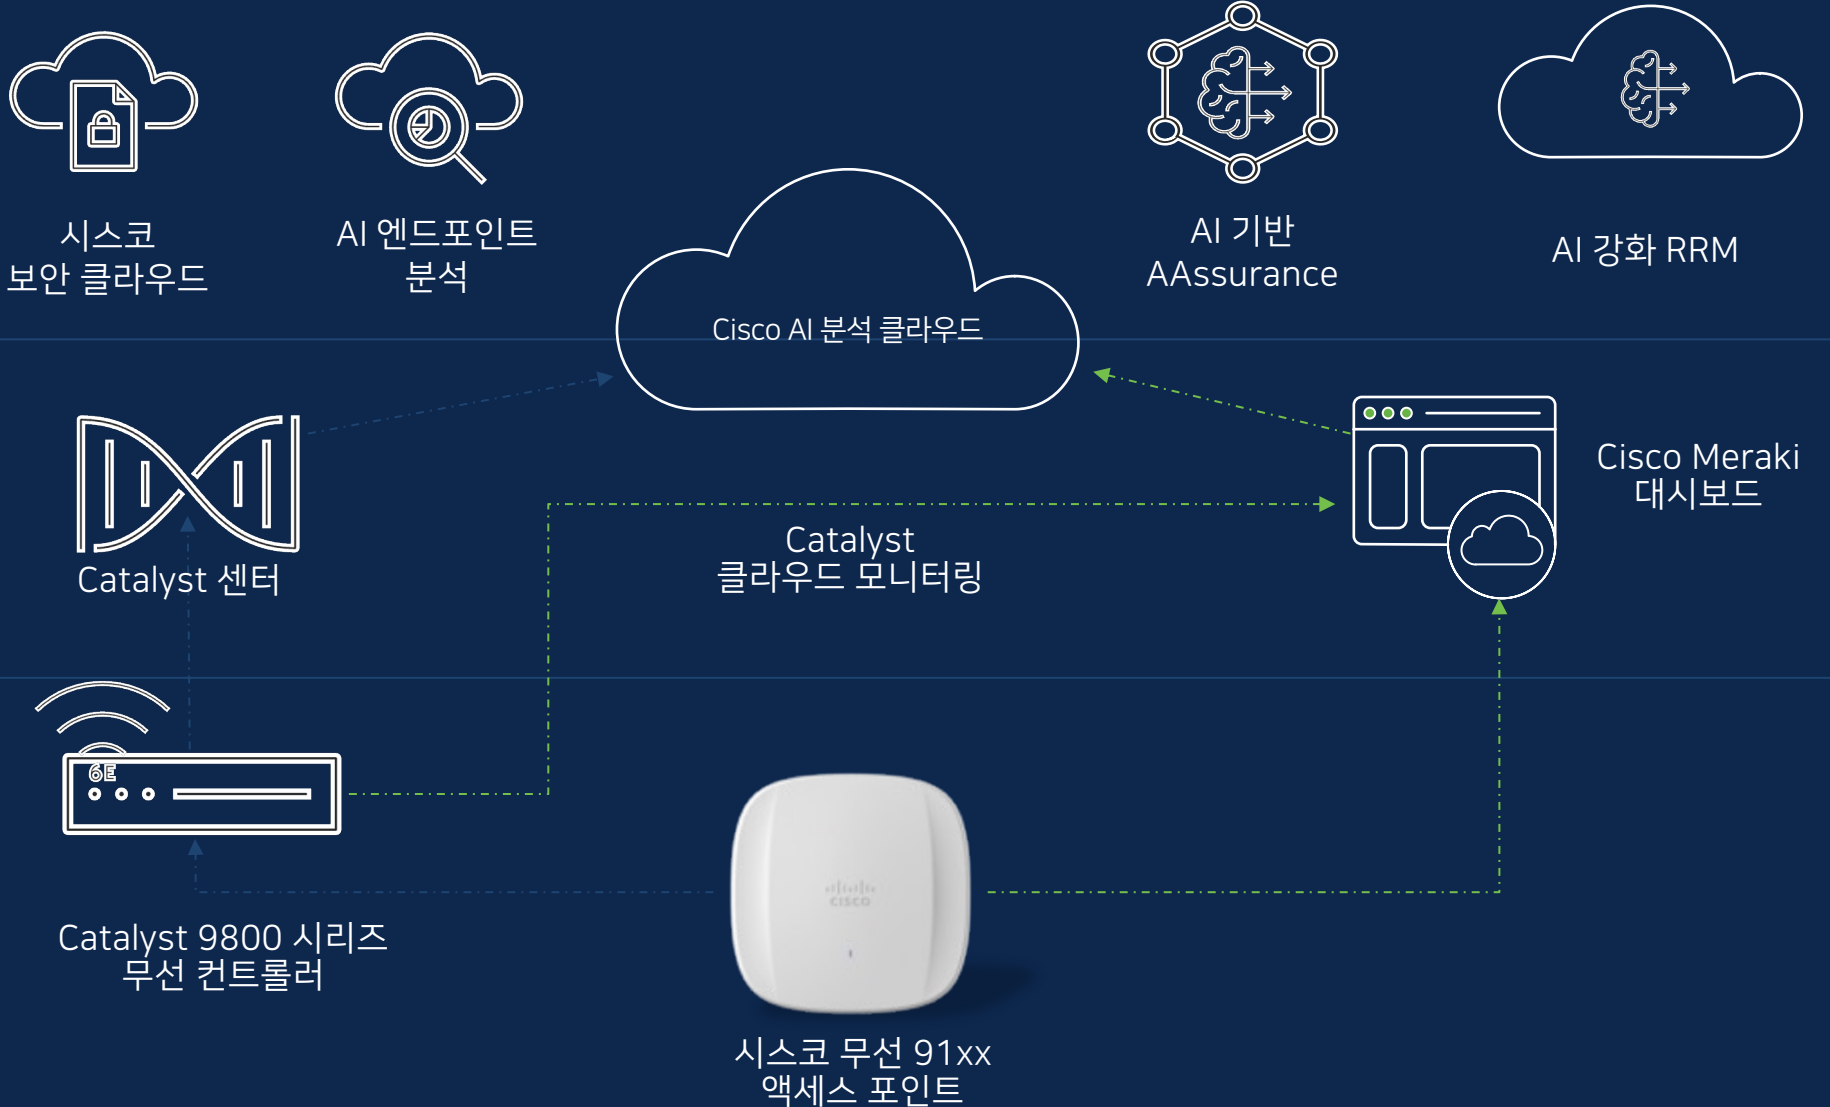 시스코
보안 클라우드
AI 엔드포인트
분석
AI 기반
AAssurance
AI 강화 RRM
Cisco AI 분석 클라우드
Catalyst 센터
Catalyst
클라우드 모니터링
Cisco Meraki
대시보드
6E
Catalyst 9800 시리즈
무선 컨트롤러
CISCO
시스코 무선 91xx
액세스 포인트